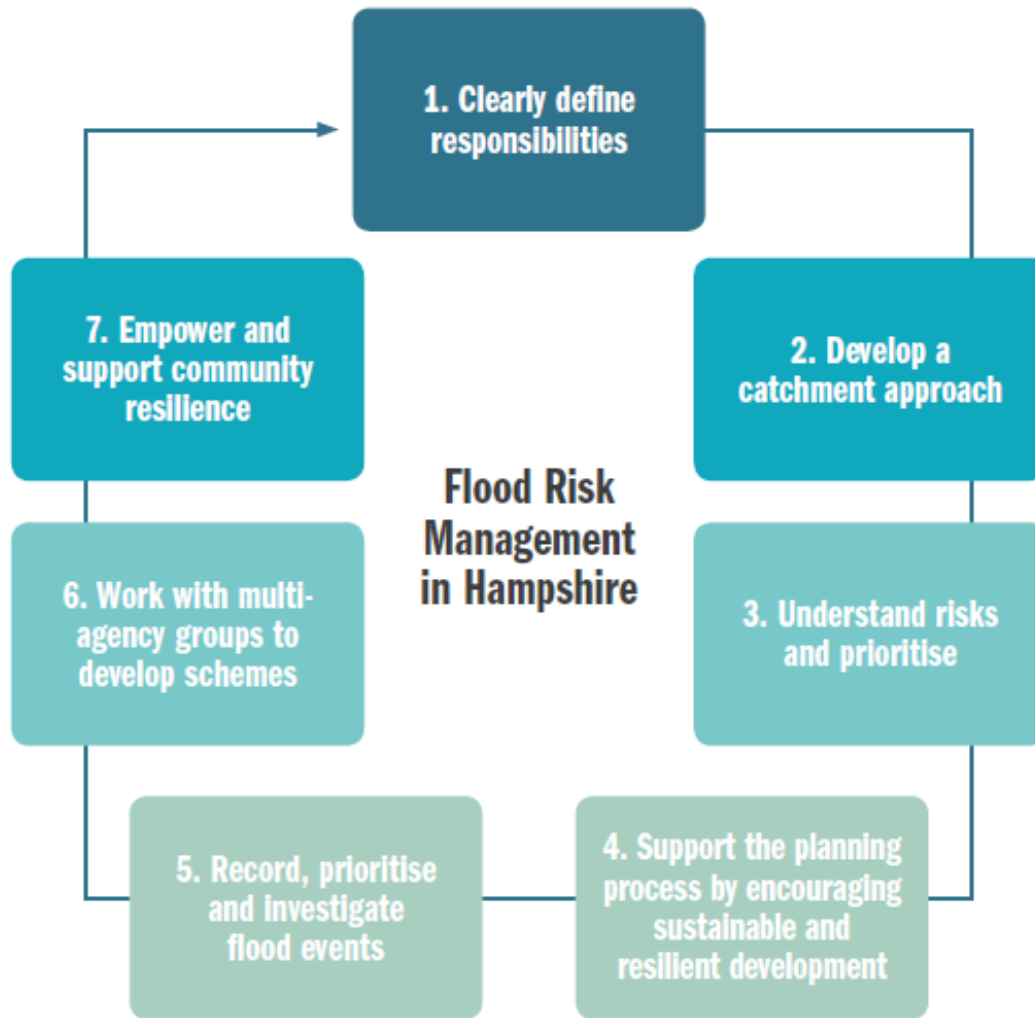 1. Clearly define
responsibilities
2. Develop a
catchment approach
3. Understand risks
and prioritise
4. Support the planning
process by encouraging
sustainable and
resilient development
5. Record, prioritise
and investigate
flood events
6. Work with multi-
agency groups to
develop schemes
7. Empower and
support community
resilience
Flood Risk
Management
in Hampshire